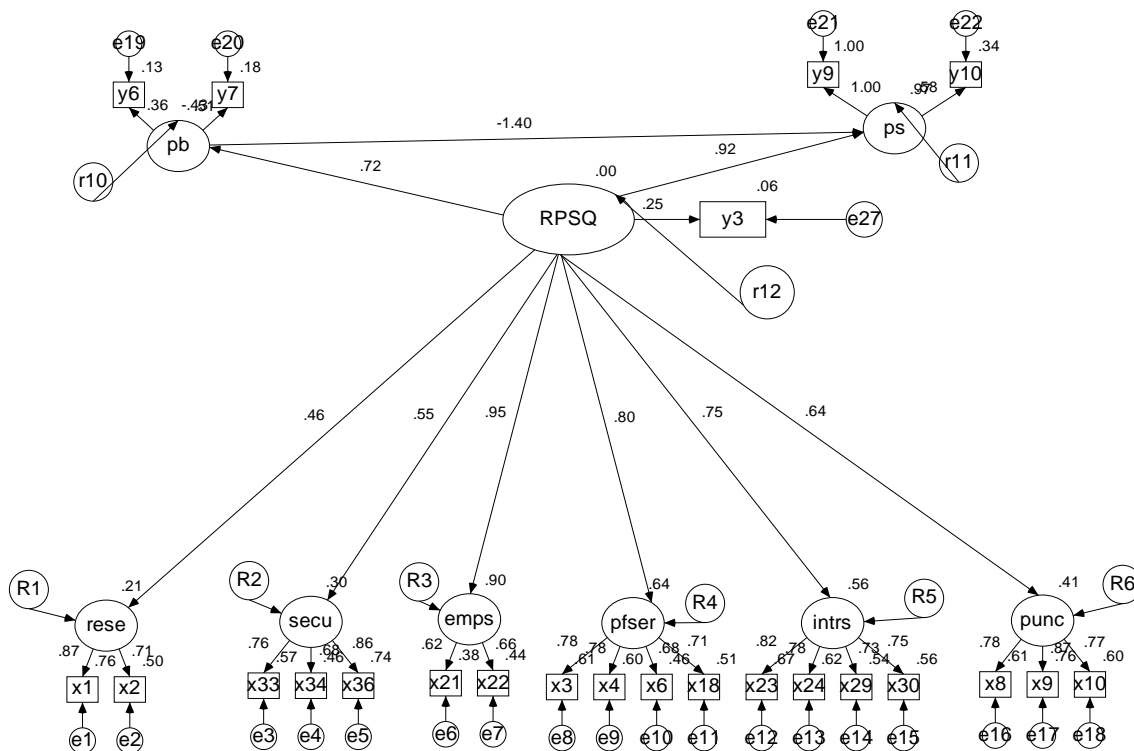 e19 e20 e21 e22
.13 .18 1.00 .34
y6 y7 y9 y10
.36 -.43 .51 1.00 .97 .58
pb -1.40 ps
r10 .72 .00 .92 r11
.06
RPSQ .25 y3 e27
r12
.46 .55 .95 .80 .75 .64
R1 .21 R2 .30 R3 .90 .64 R4 .56 R5 .41 R6
rese secu emps pfser intrs punc
.87 .71 .76 .68 .86 .62 .66 .78 .78 .68 .71 .82 .78 .73 .75 .78 .87 .77
.76 .50 .57 .46 .74 .38 .44 .61 .60 .46 .51 .67 .62 .54 .56 .61 .76 .60
x1 x2 x33 x34 x36 x21 x22 x3 x4 x6 x18 x23 x24 x29 x30 x8 x9 x10
e1 e2 e3 e4 e5 e6 e7 e8 e9 e10 e11 e12 e13 e14 e15 e16 e17 e18